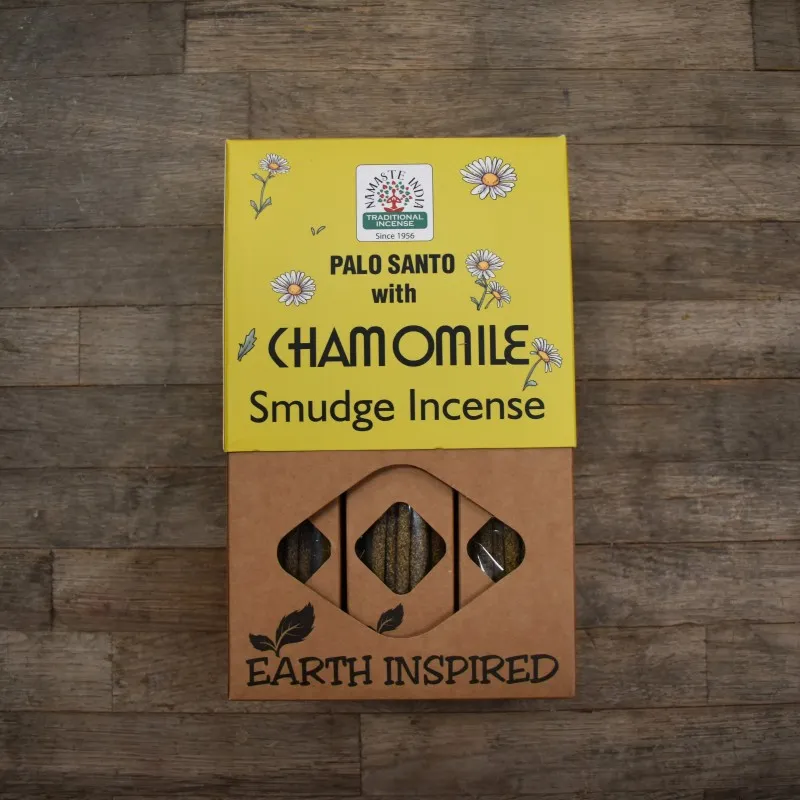 NAMASTE INDIA
TRADITIONAL
INCENSE
Since 1956
PALO SANTO
with
CHAMOMILE
Smudge Incense
EARTH INSPIRED